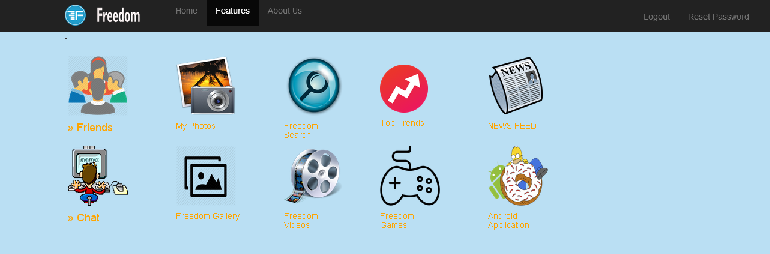 Freedom
Home Features About Us
Logout Reset Password
» Friends
My Photos
Freedom
Search
Top Trends
NEWS
NEWS FEED
» Chat
Freedom Gallery
Freedom
Videos
Freedom
Games
Android
Application